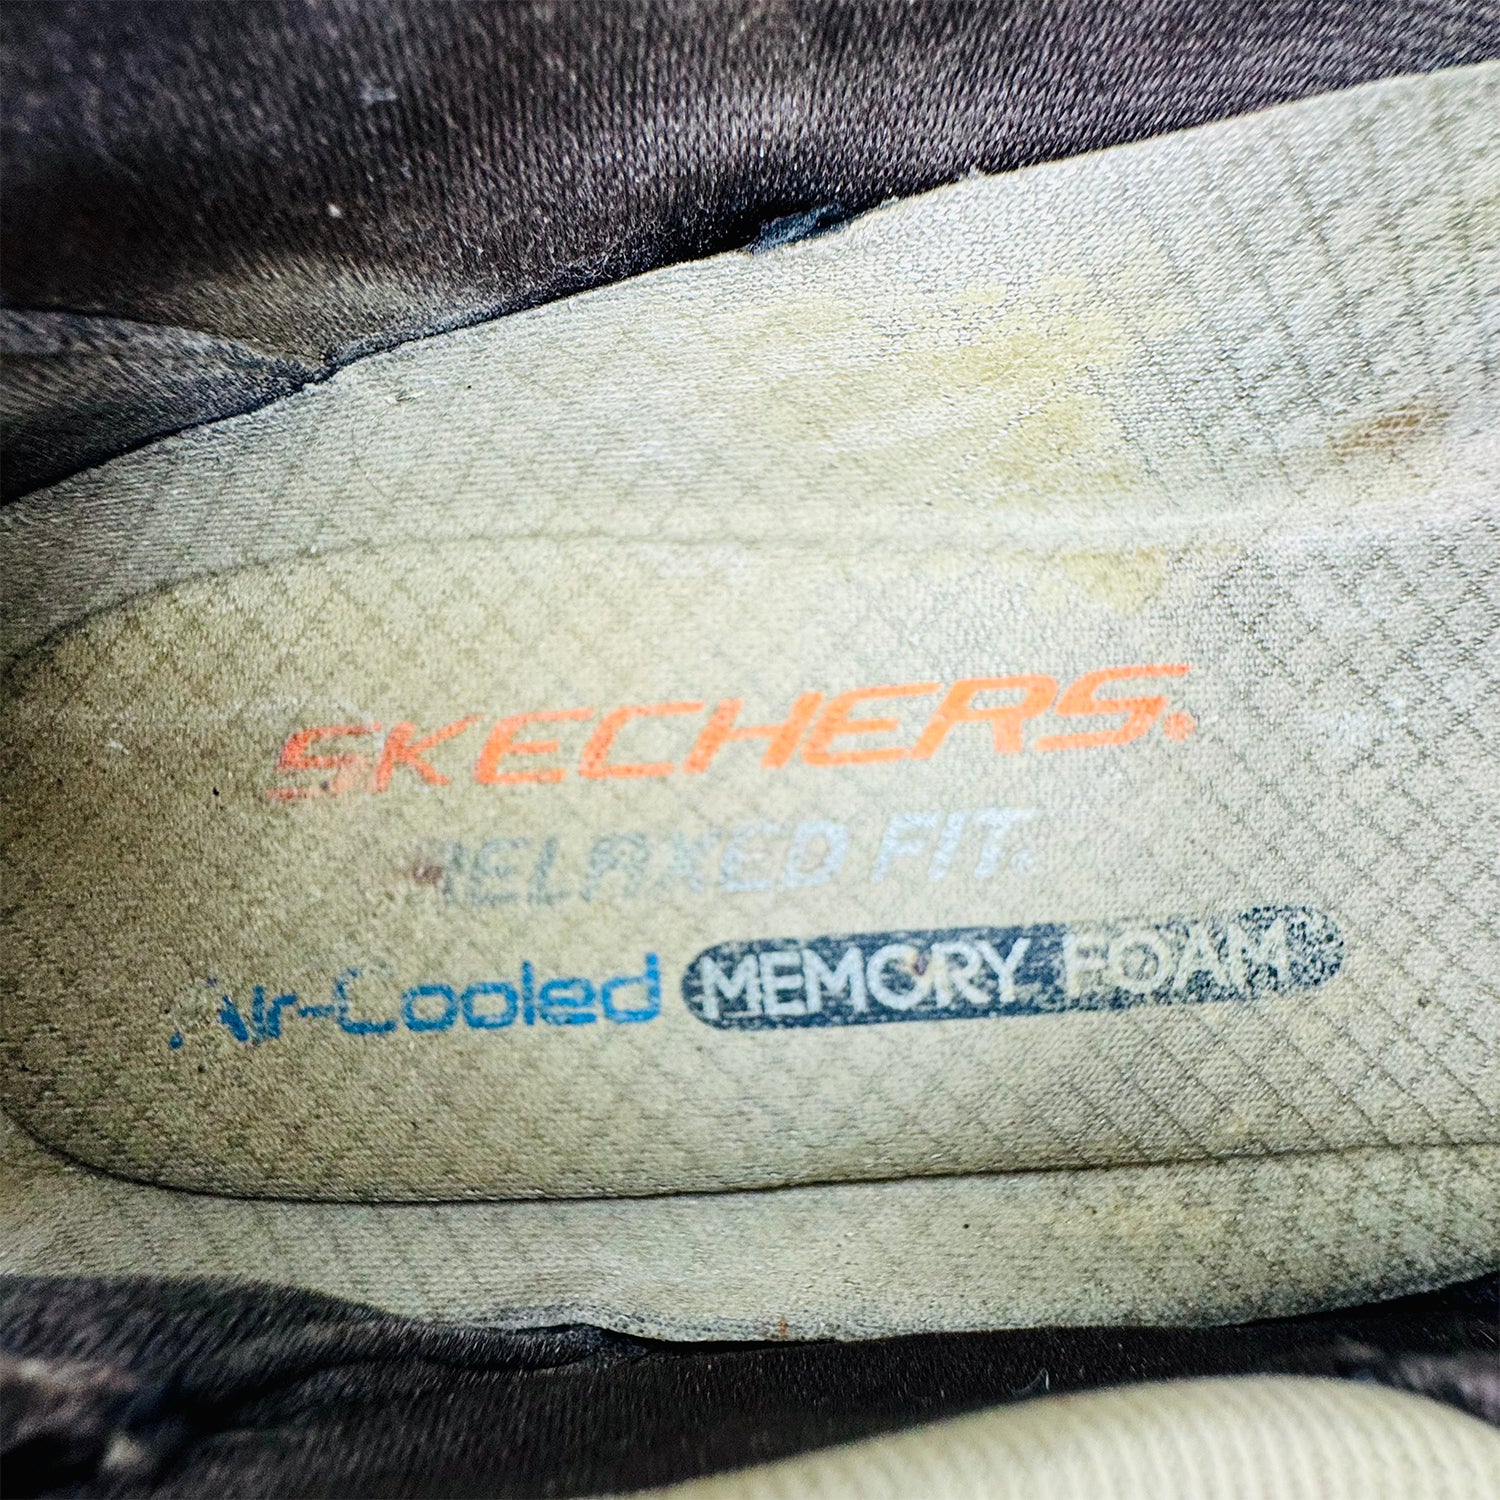 SKECHERS.
RELAXED FIT.
Air-Cooled MEMORY FOAM